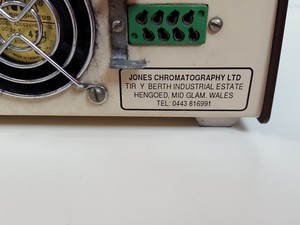 JONES CHROMATOGRAPHY LTD
TIR Y BERTH INDUSTRIAL ESTATE
HENGOED, MID GLAM. WALES
TEL: 0443 816991